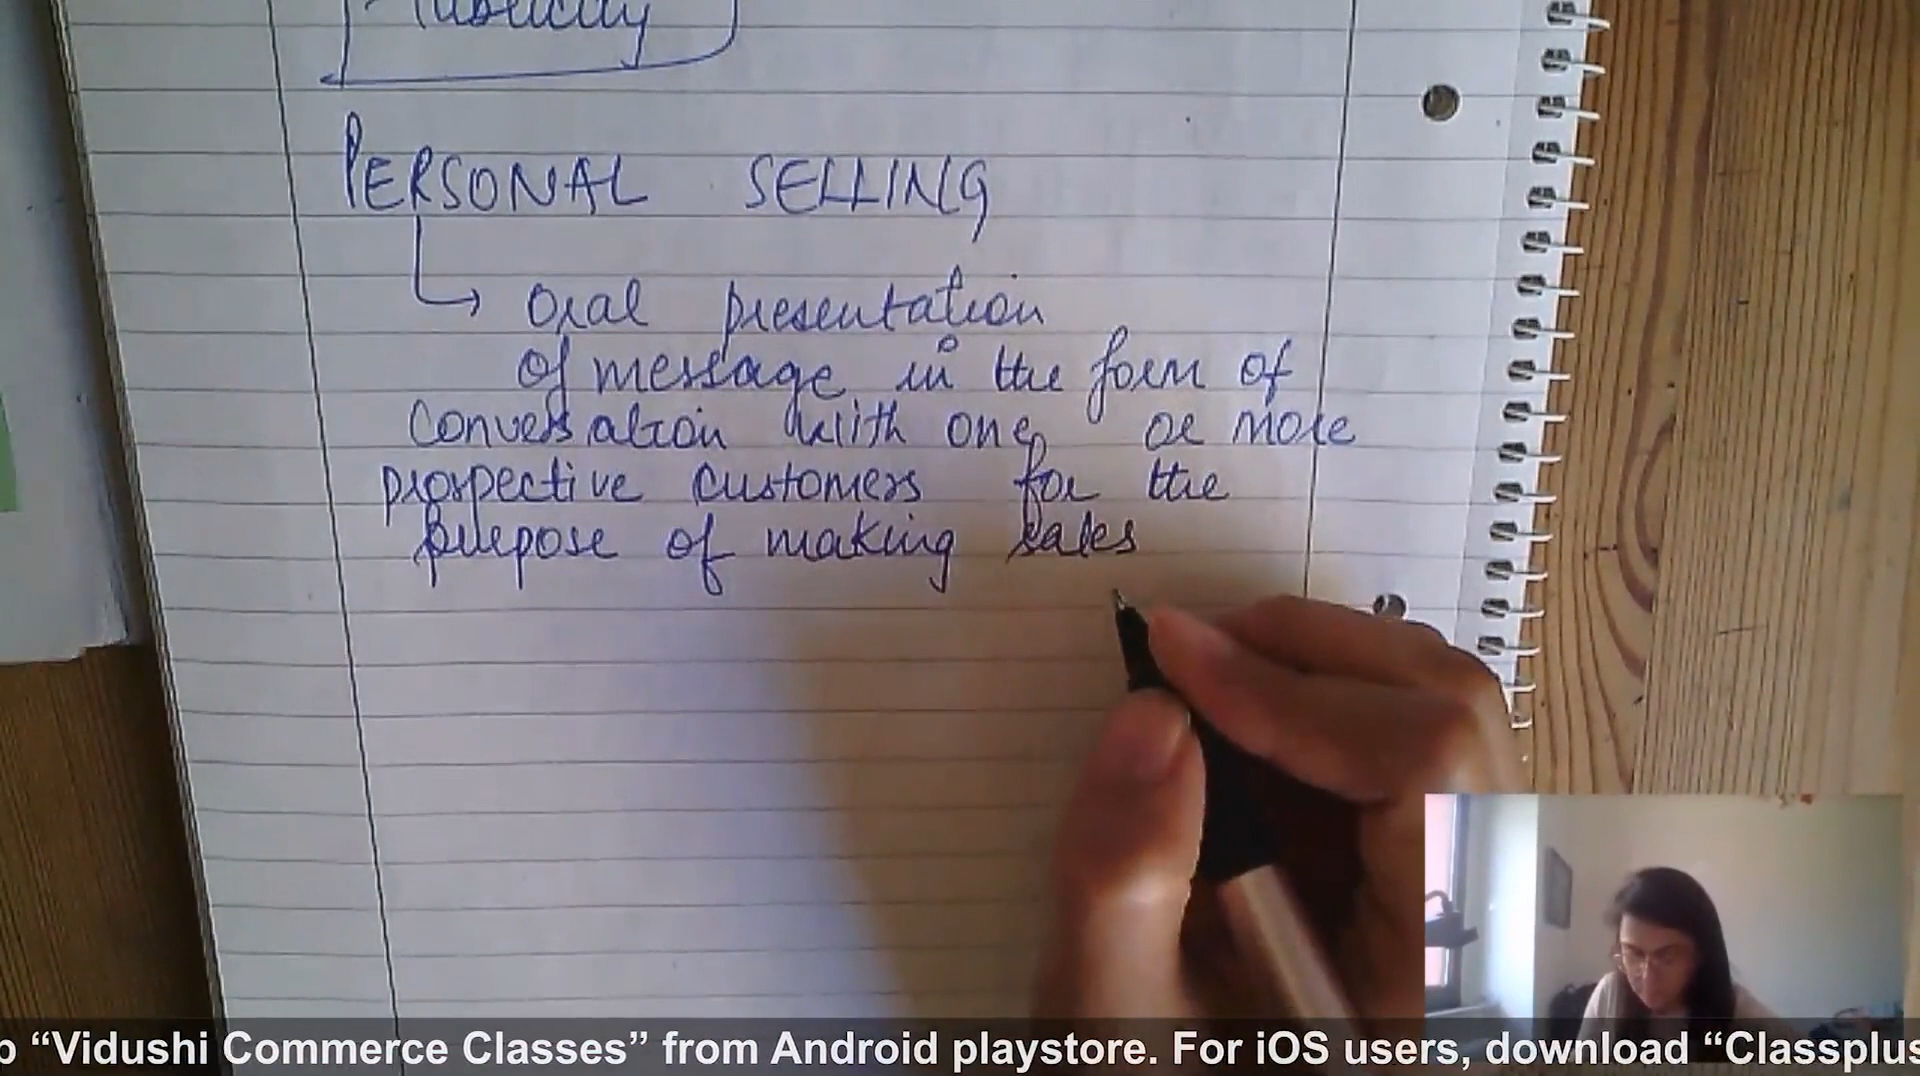 Publicity
PERSONAL SELLING
Oral presentation
of message in the form of
conversation with one or more
prospective customers for the
purpose of making sales
p “Vidushi Commerce Classes” from Android playstore. For iOS users, download “Classplus